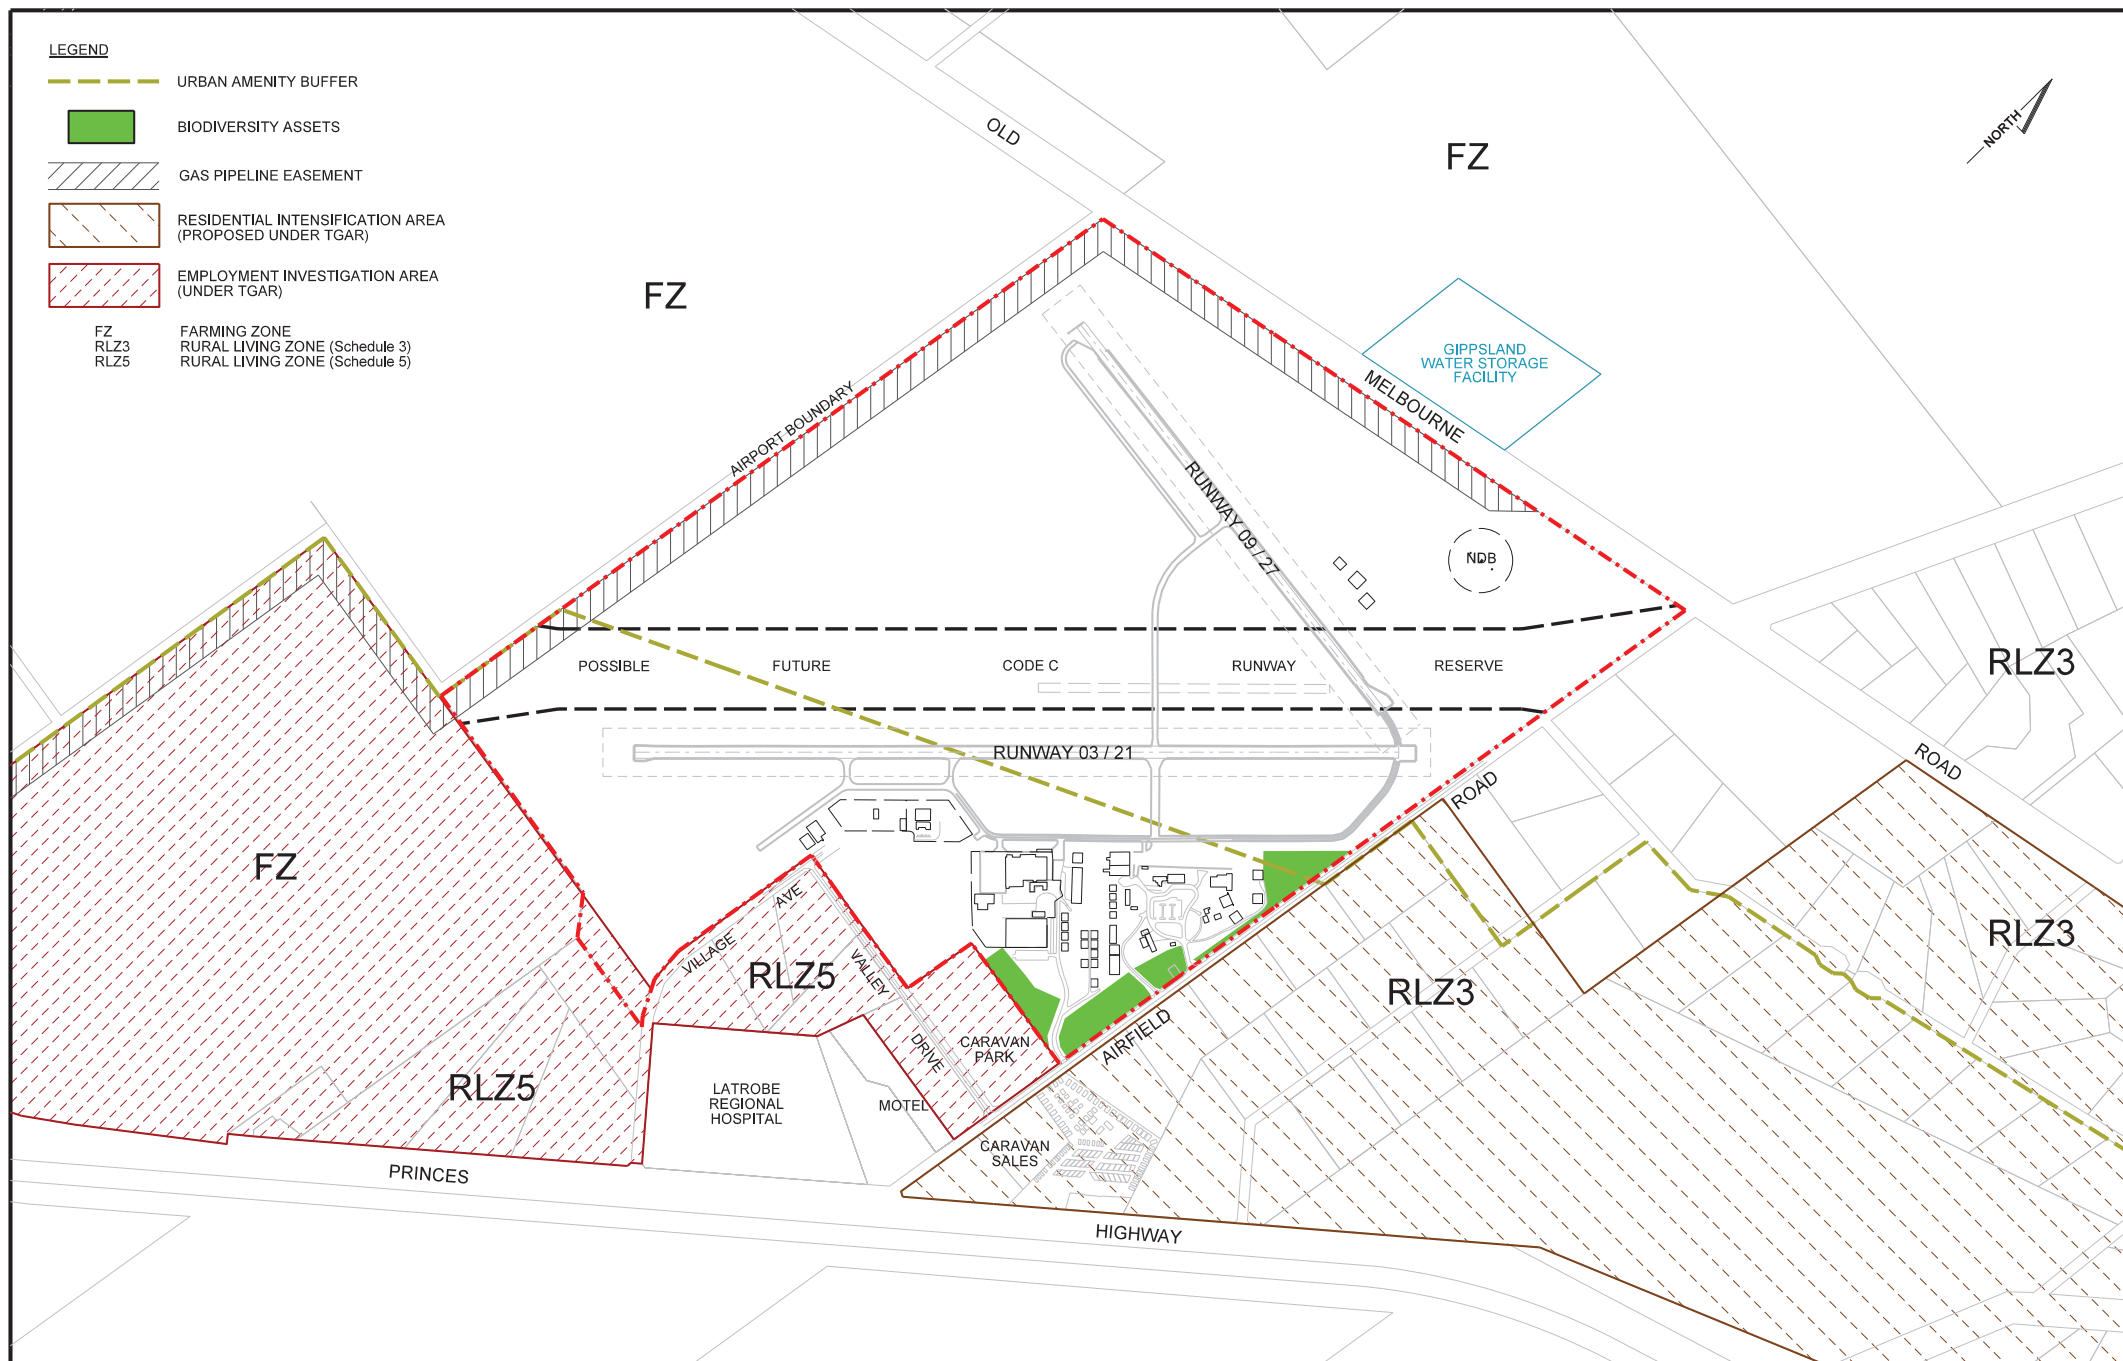 LEGEND
URBAN AMENITY BUFFER
BIODIVERSITY ASSETS
GAS PIPELINE EASEMENT
RESIDENTIAL INTENSIFICATION AREA
(PROPOSED UNDER TGAR)
EMPLOYMENT INVESTIGATION AREA
(UNDER TGAR)
FZ FARMING ZONE
RLZ3 RURAL LIVING ZONE (Schedule 3)
RLZ5 RURAL LIVING ZONE (Schedule 5)
OLD
FZ
NORTH
FZ
GIPPSLAND
WATER STORAGE
FACILITY
MELBOURNE
AIRPORT BOUNDARY
RUNWAY 09 / 27
NDB
POSSIBLE FUTURE CODE C RUNWAY RESERVE
RLZ3
RUNWAY 03 / 21
ROAD
ROAD
FZ
VILLAGE AVE
RLZ5
VALLEY
DRIVE
RLZ3
RLZ3
AIRFIELD
CARAVAN
PARK
RLZ5
LATROBE
REGIONAL
HOSPITAL
MOTEL
CARAVAN
SALES
PRINCES
HIGHWAY